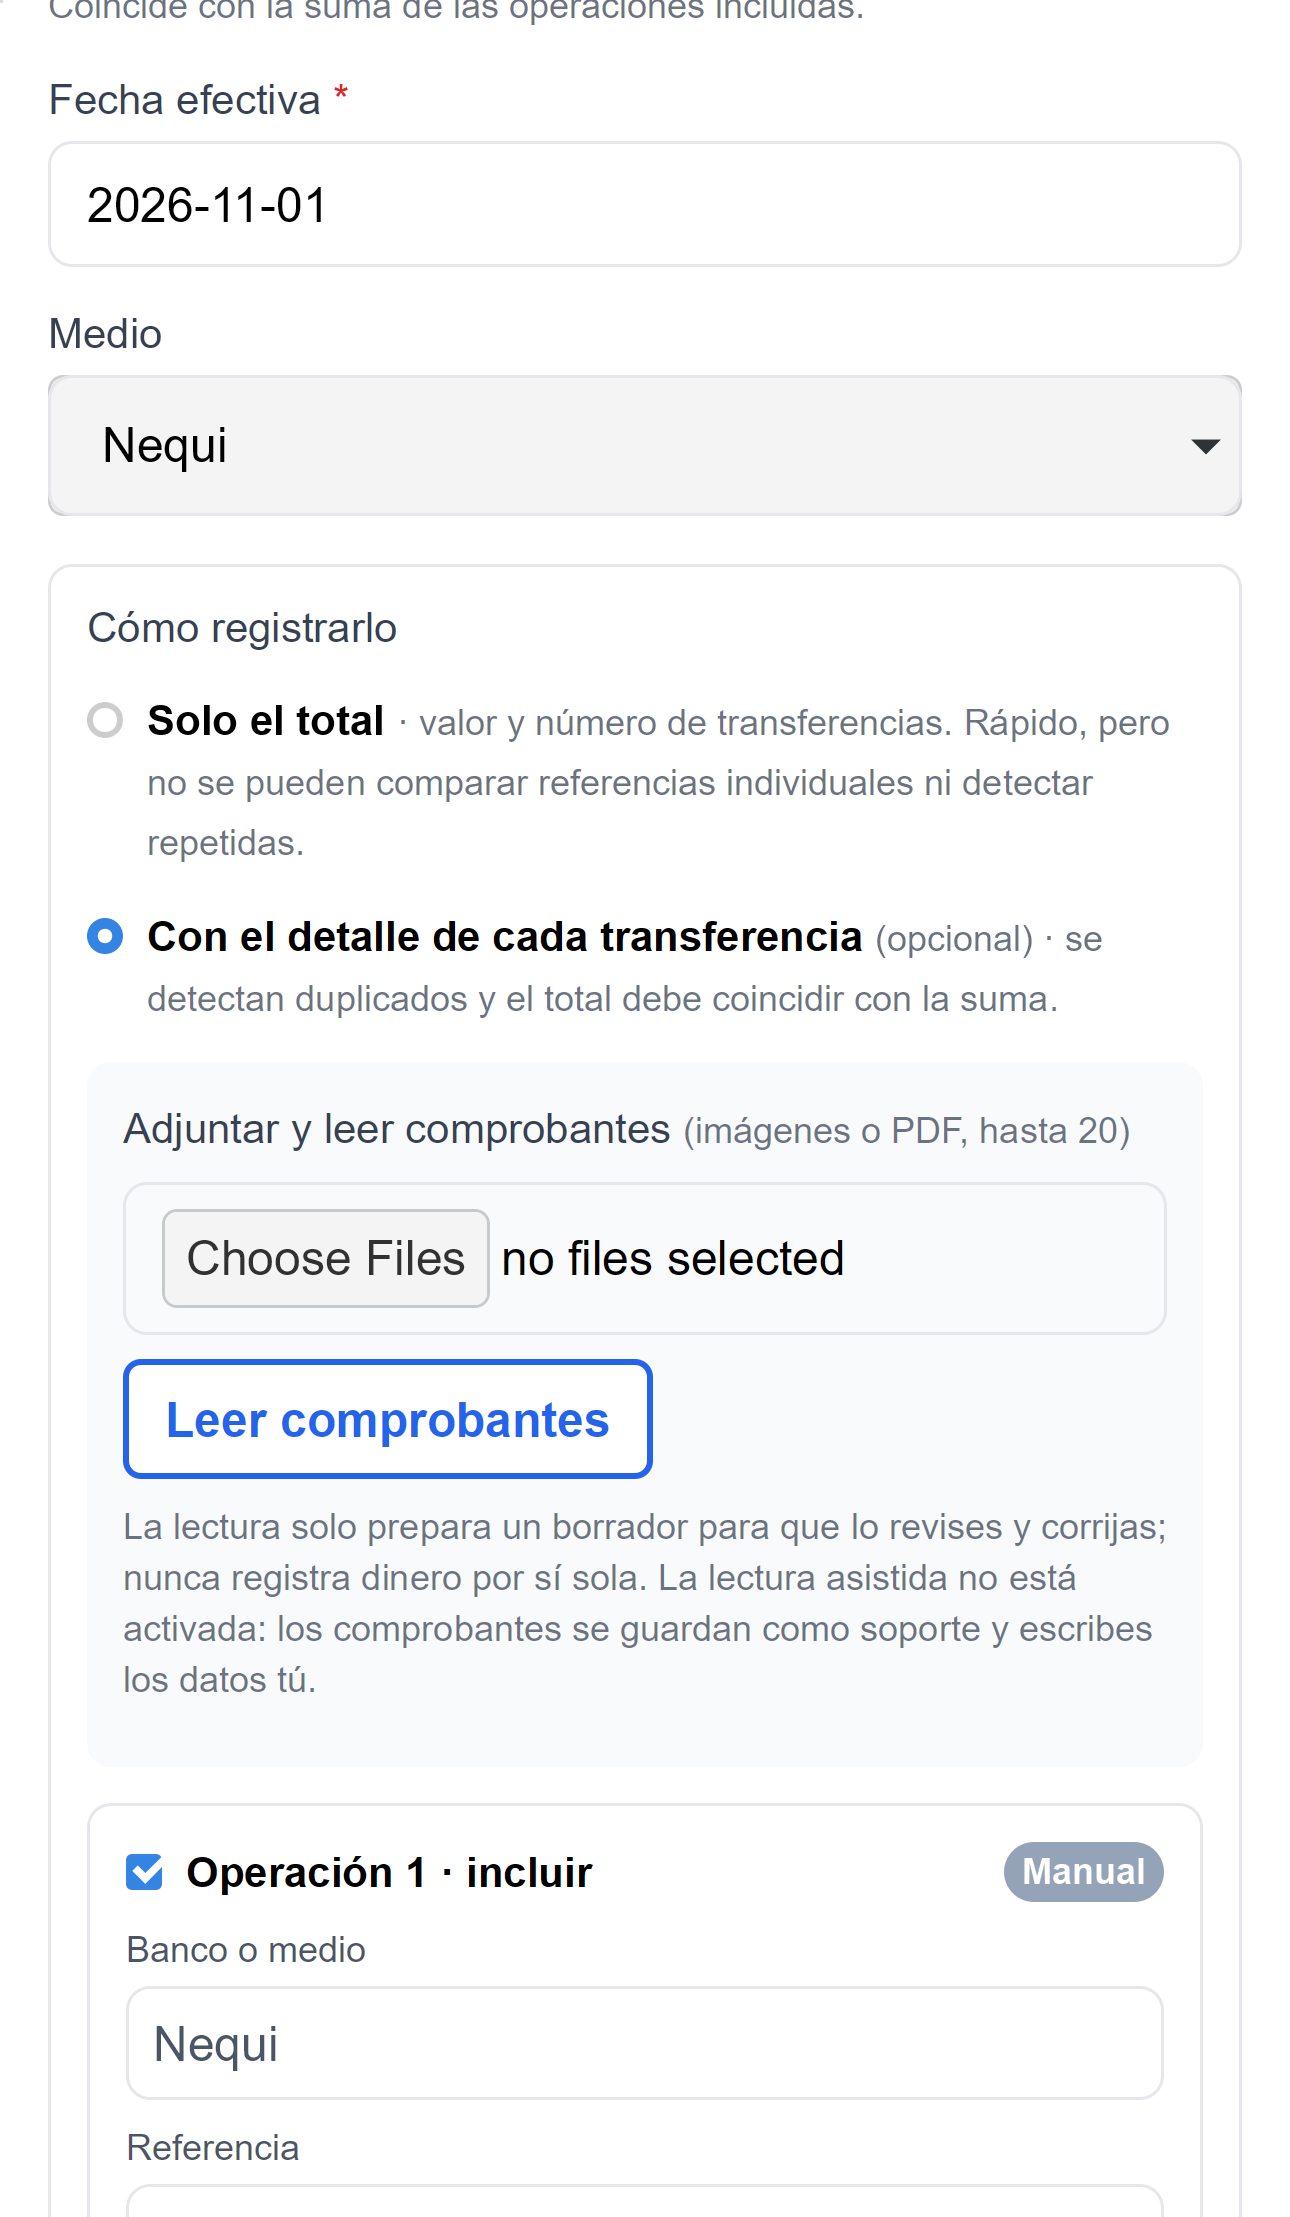 Coincide con la suma de las operaciones incluidas.
Fecha efectiva *
2026-11-01
Medio
Nequi
Cómo registrarlo
Solo el total · valor y número de transferencias. Rápido, pero
no se pueden comparar referencias individuales ni detectar
repetidas.
Con el detalle de cada transferencia (opcional) · se
detectan duplicados y el total debe coincidir con la suma.
Adjuntar y leer comprobantes (imágenes o PDF, hasta 20)
Choose Files no files selected
Leer comprobantes
La lectura solo prepara un borrador para que lo revises y corrijas;
nunca registra dinero por sí sola. La lectura asistida no está
activada: los comprobantes se guardan como soporte y escribes
los datos tú.
Operación 1 · incluir Manual
Banco o medio
Nequi
Referencia